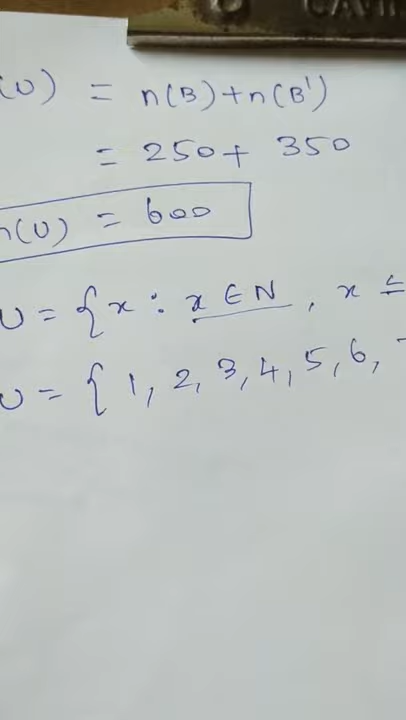 (U) = n(B) + n(B')
= 250 + 350
n(U) = 600
U = {x : x ∈ N, x ≤
U = {1, 2, 3, 4, 5, 6,